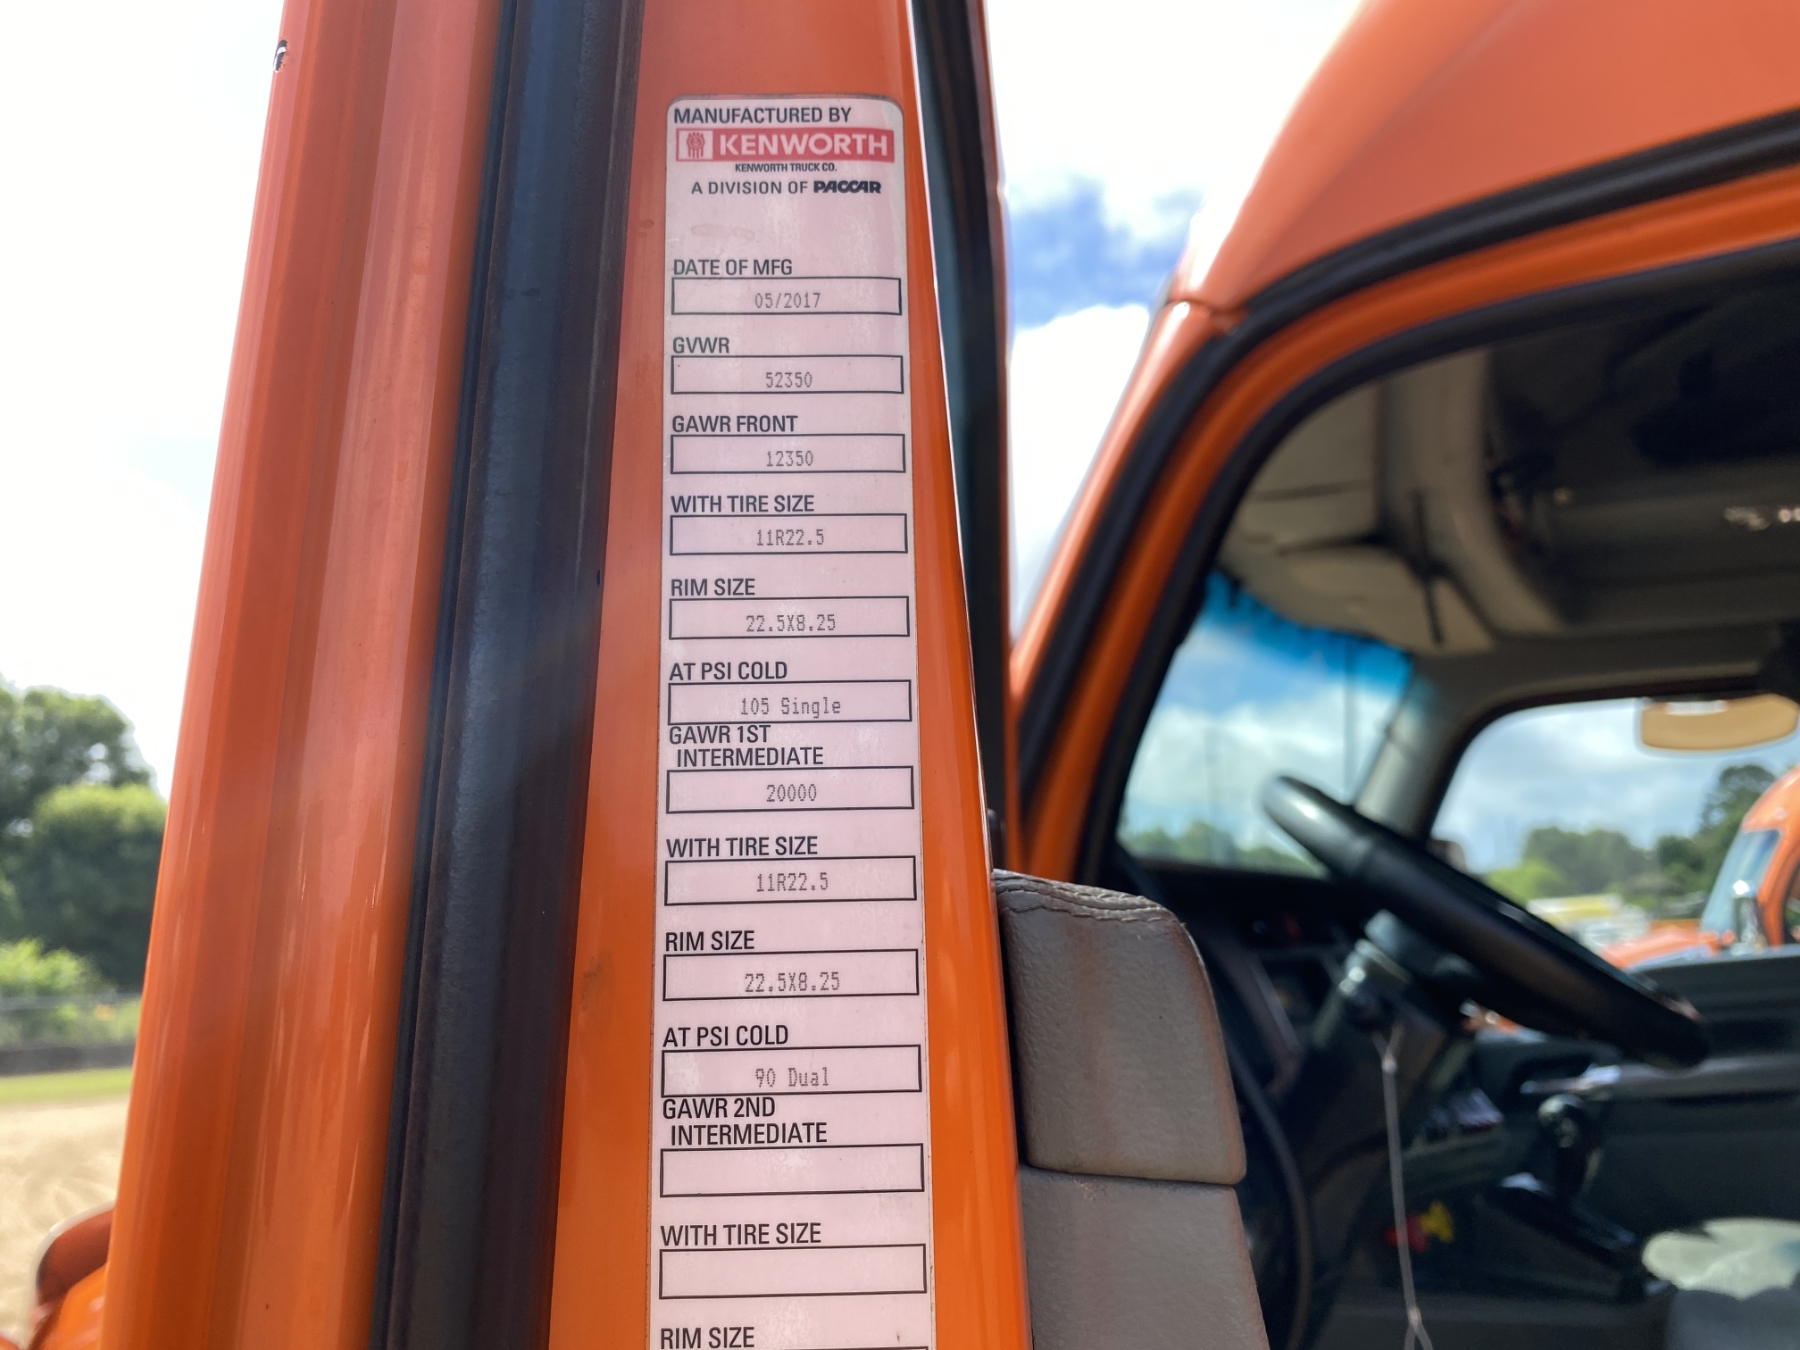 MANUFACTURED BY
KENWORTH
KENWORTH TRUCK CO.
A DIVISION OF PACCAR
DATE OF MFG
05/2017
GVWR
52350
GAWR FRONT
12350
WITH TIRE SIZE
11R22.5
RIM SIZE
22.5X8.25
AT PSI COLD
105 Single
GAWR 1ST
INTERMEDIATE
20000
WITH TIRE SIZE
11R22.5
RIM SIZE
22.5X8.25
AT PSI COLD
90 Dual
GAWR 2ND
INTERMEDIATE
WITH TIRE SIZE
RIM SIZE